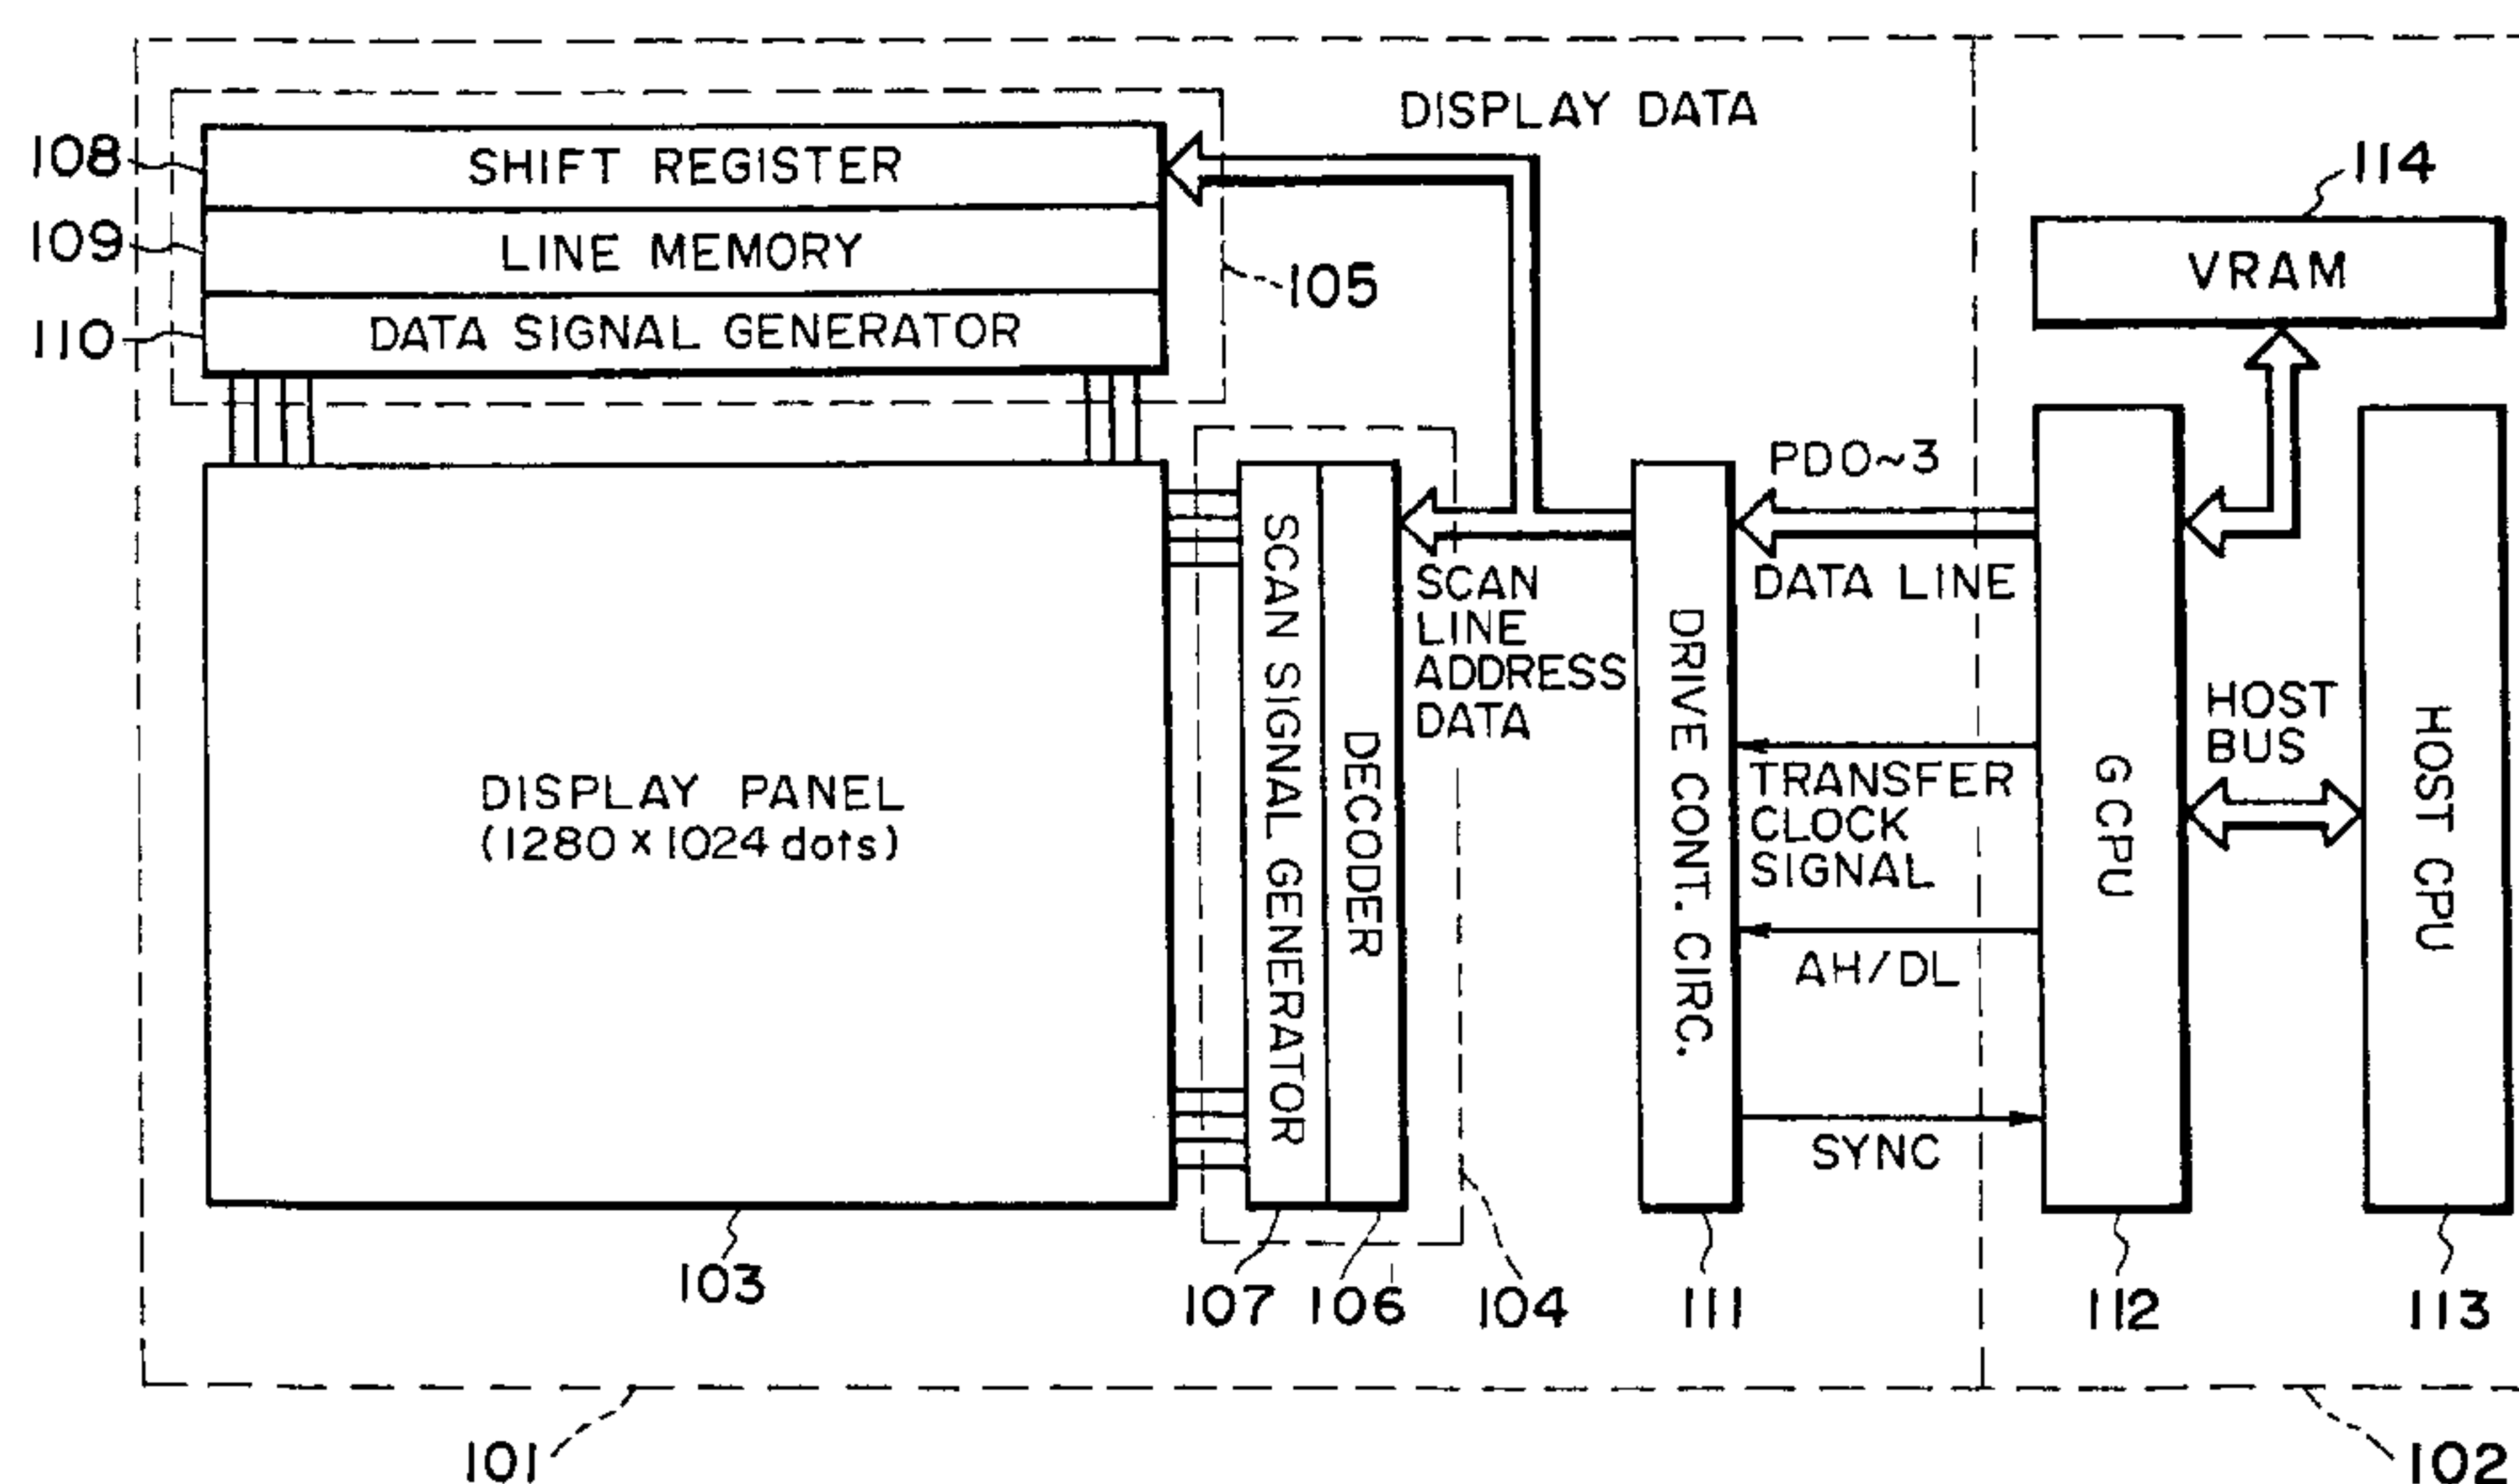 DISPLAY DATA
108
SHIFT REGISTER
114
109
LINE MEMORY
VRAM
105
110
DATA SIGNAL GENERATOR
PD0~3
DATA LINE
SCAN
LINE
ADDRESS
DATA
SCAN SIGNAL GENERATOR
DECODER
DRIVE CONT. CIRC.
HOST
BUS
GCPU
HOST CPU
DISPLAY PANEL
(1280 x 1024 dots)
TRANSFER
CLOCK
SIGNAL
AH/DL
SYNC
103
107
106
104
111
112
113
101
102